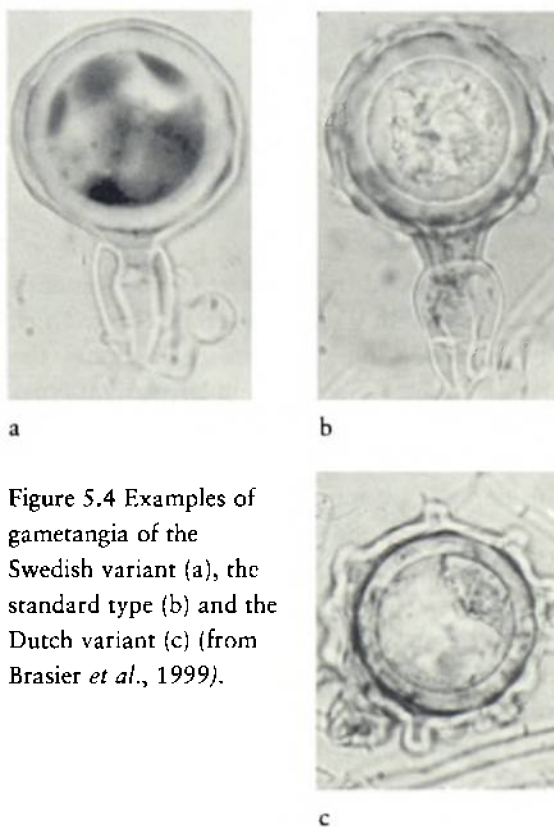 a
b
Figure 5.4 Examples of
gametangia of the
Swedish variant (a), the
standard type (b) and the
Dutch variant (c) (from
Brasier et al., 1999).
c